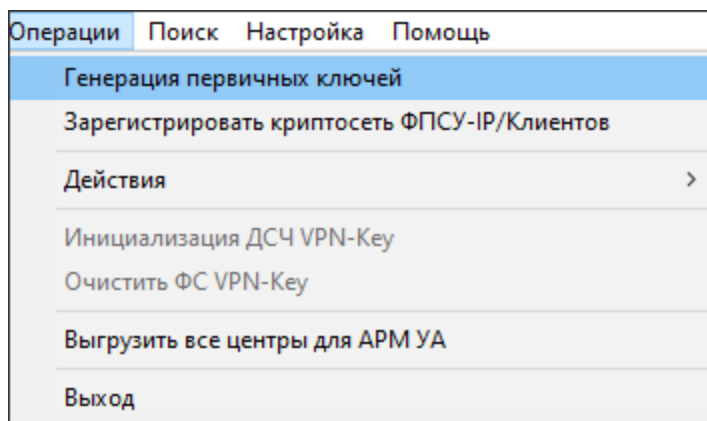 Операции Поиск Настройка Помощь
Генерация первичных ключей
Зарегистрировать криптосеть ФПСУ-IP/Клиентов
Действия
Инициализация ДСЧ VPN-Key
Очистить ФС VPN-Key
Выгрузить все центры для АРМ УА
Выход